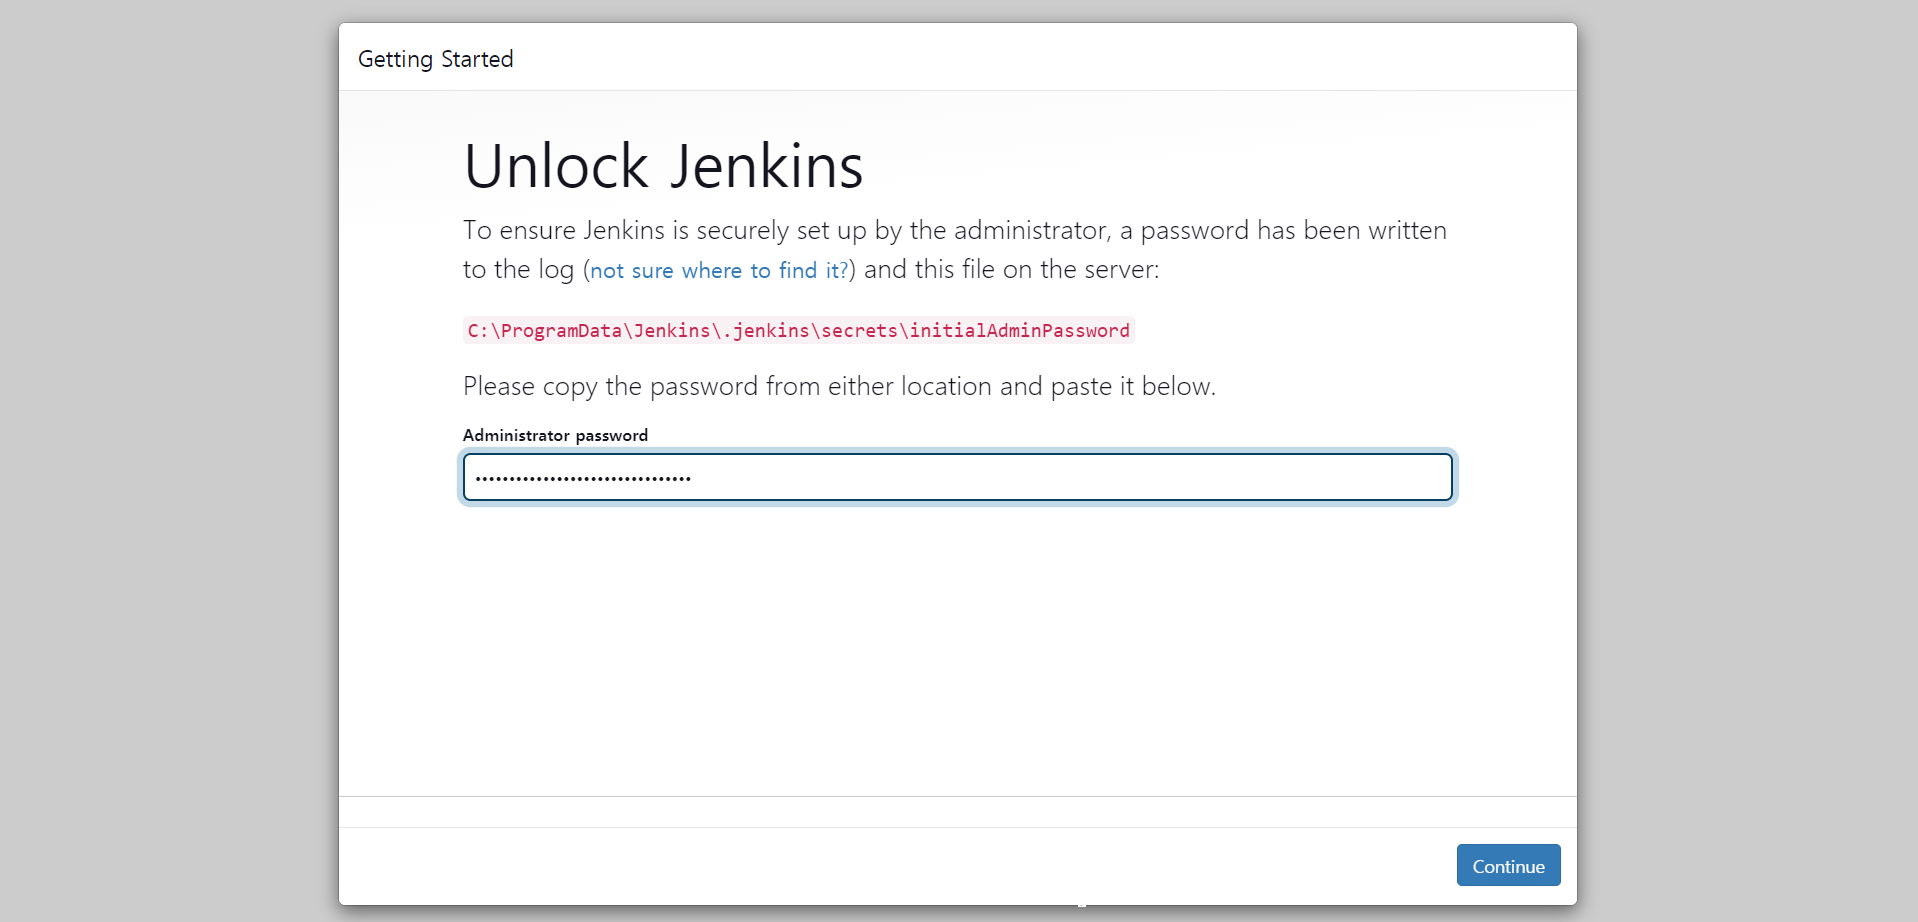 Getting Started
Unlock Jenkins
To ensure Jenkins is securely set up by the administrator, a password has been written
to the log (not sure where to find it?) and this file on the server:
C:\ProgramData\Jenkins\.jenkins\secrets\initialAdminPassword
Please copy the password from either location and paste it below.
Administrator password
••••••••••••••••••••••••••••••••
Continue